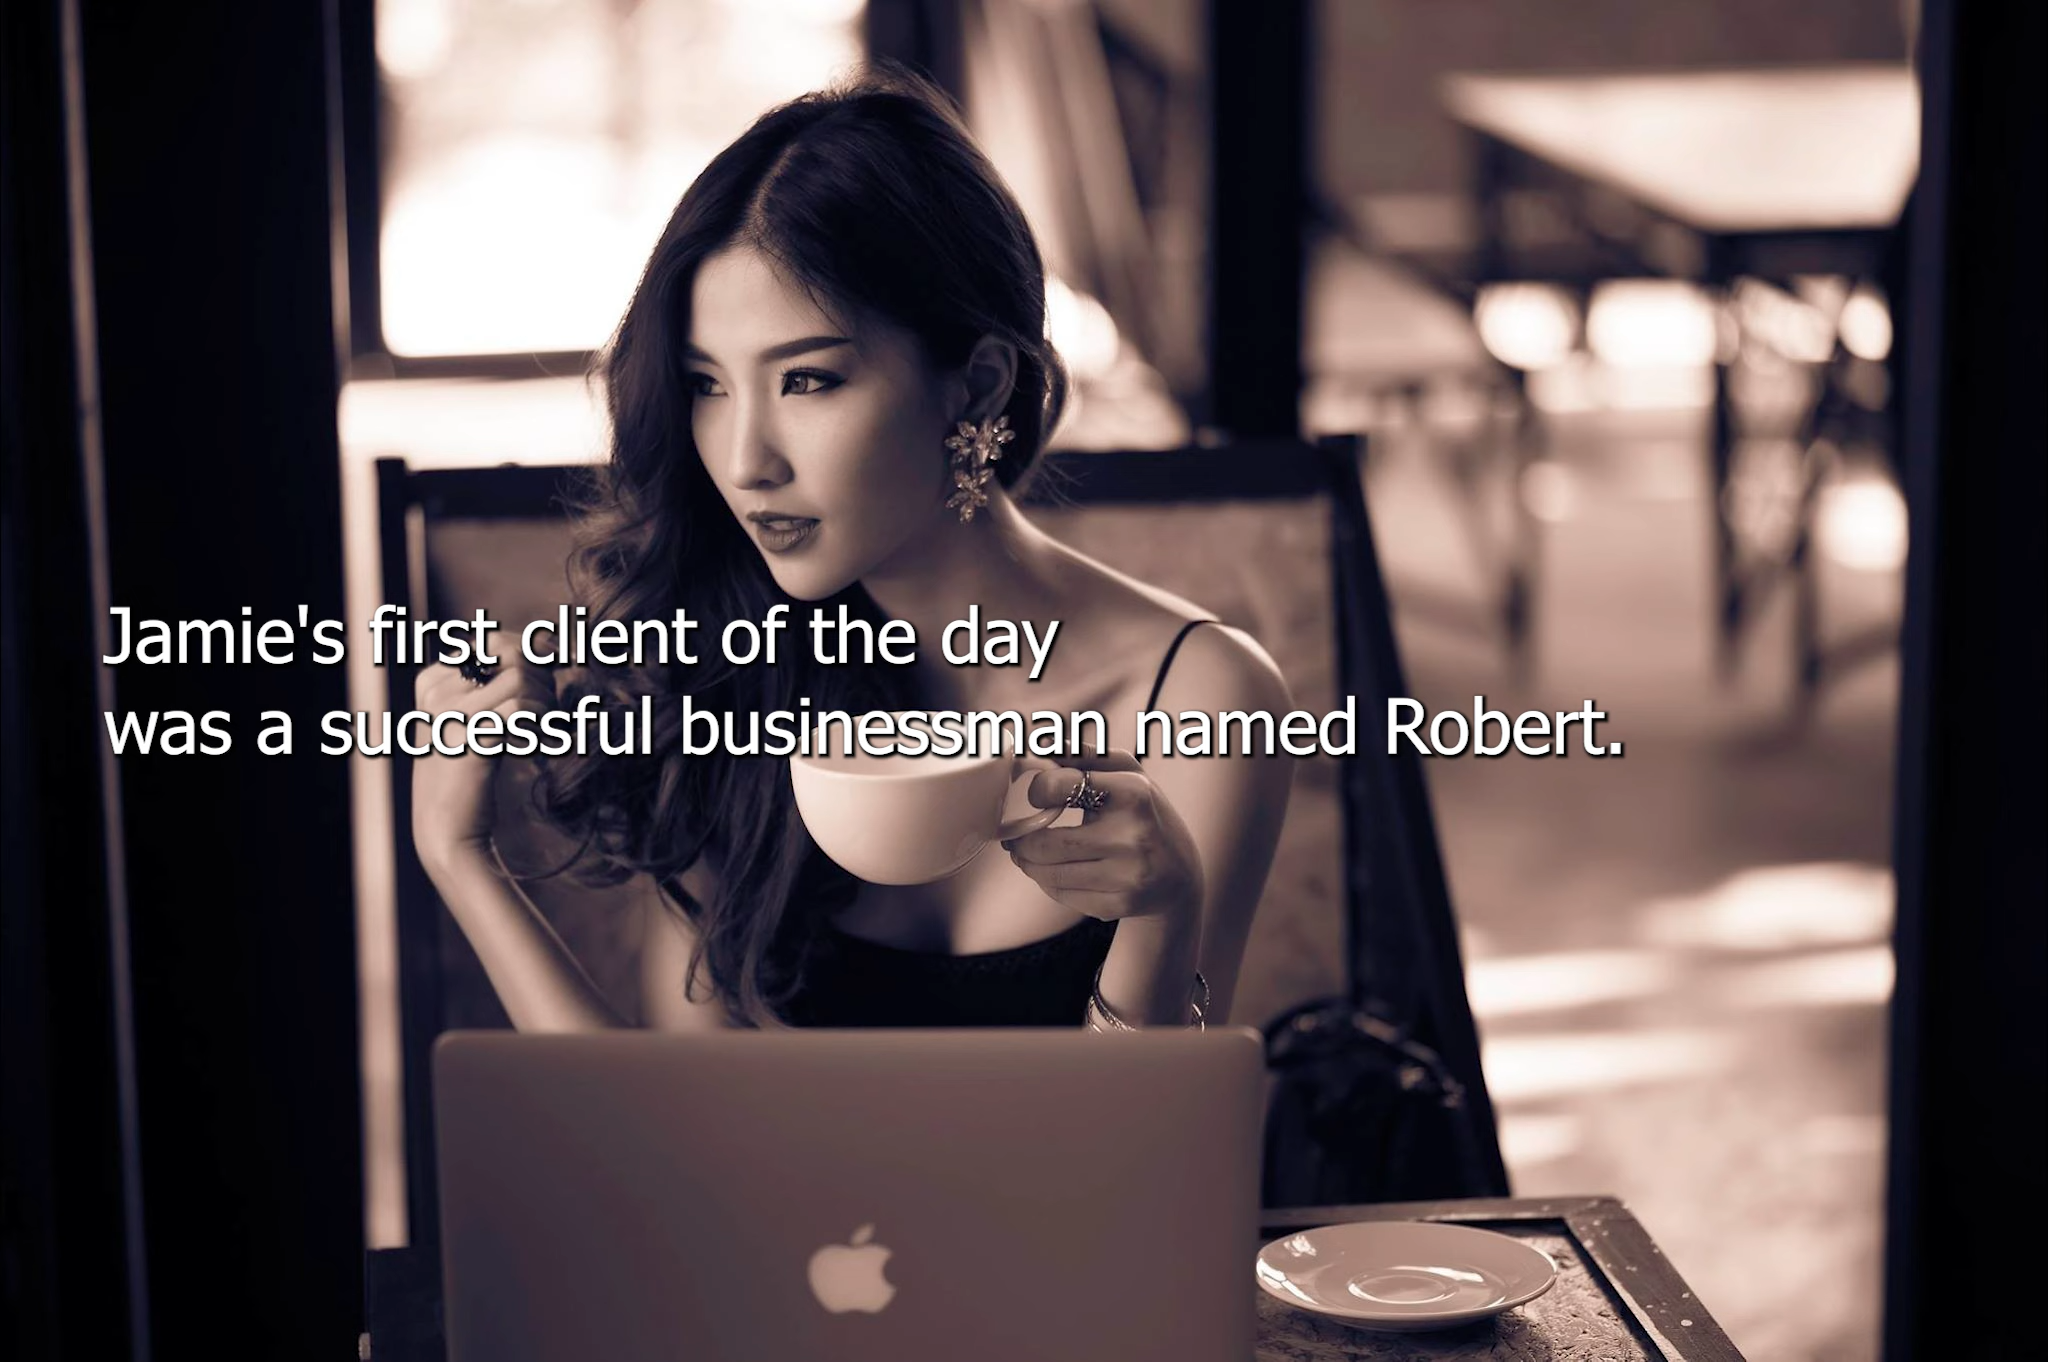 Jamie's first client of the day
was a successful businessman named Robert.